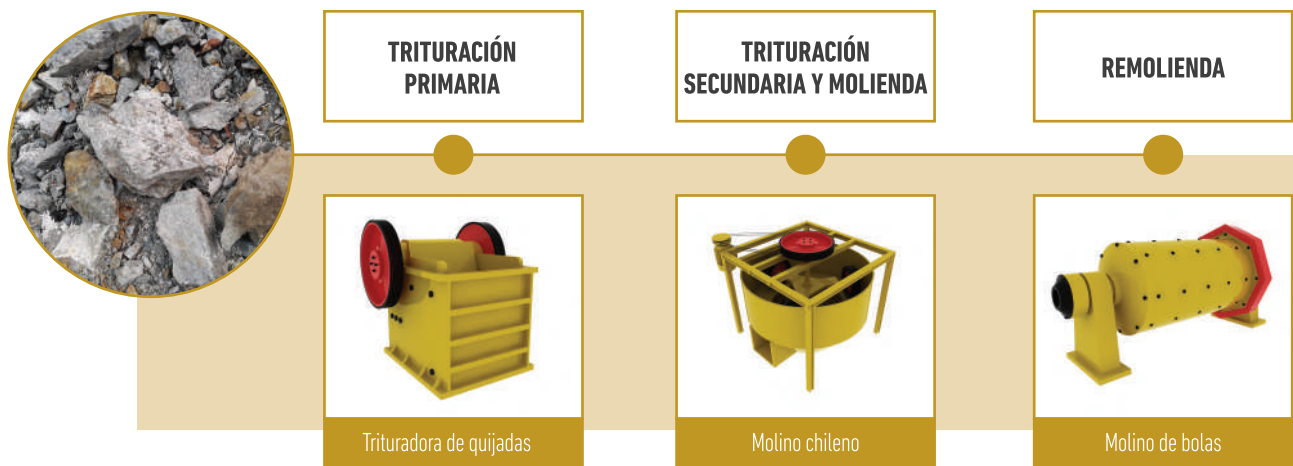 TRITURACIÓN
PRIMARIA
TRITURACIÓN
SECUNDARIA Y MOLIENDA
REMOLIENDA
Trituradora de quijadas
Molino chileno
Molino de bolas